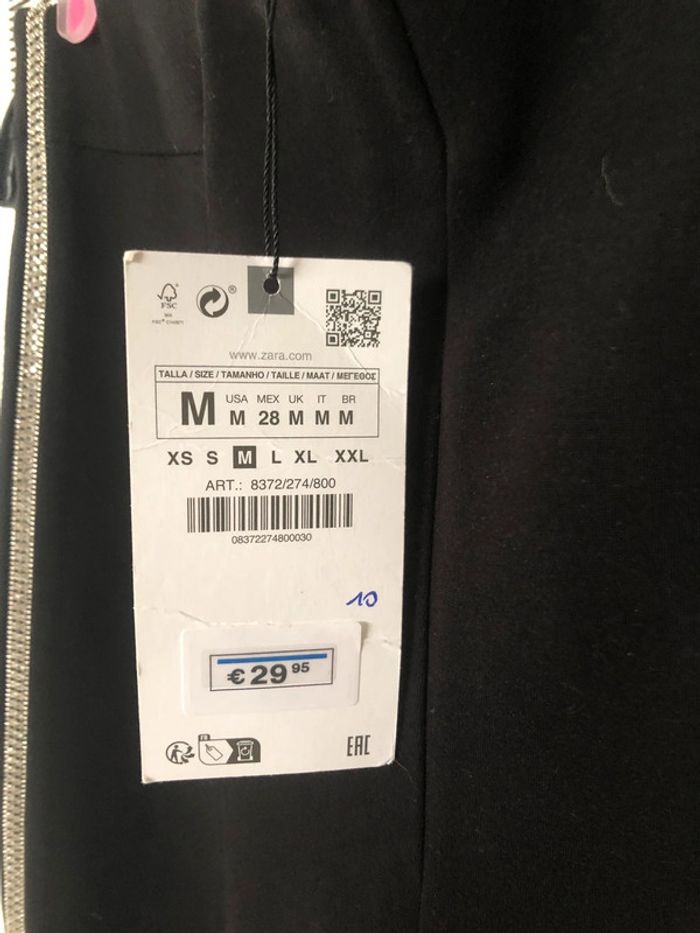 FSC
®
www.zara.com
TALLA / SIZE / TAMANHO / TAILLE / MAAT / ΜΕΓΕΘΟΣ
M USA MEX UK IT BR
M 28 M M M
XS S M L XL XXL
ART.: 8372/274/800
08372274800030
10
€ 29 95
FR
EAC